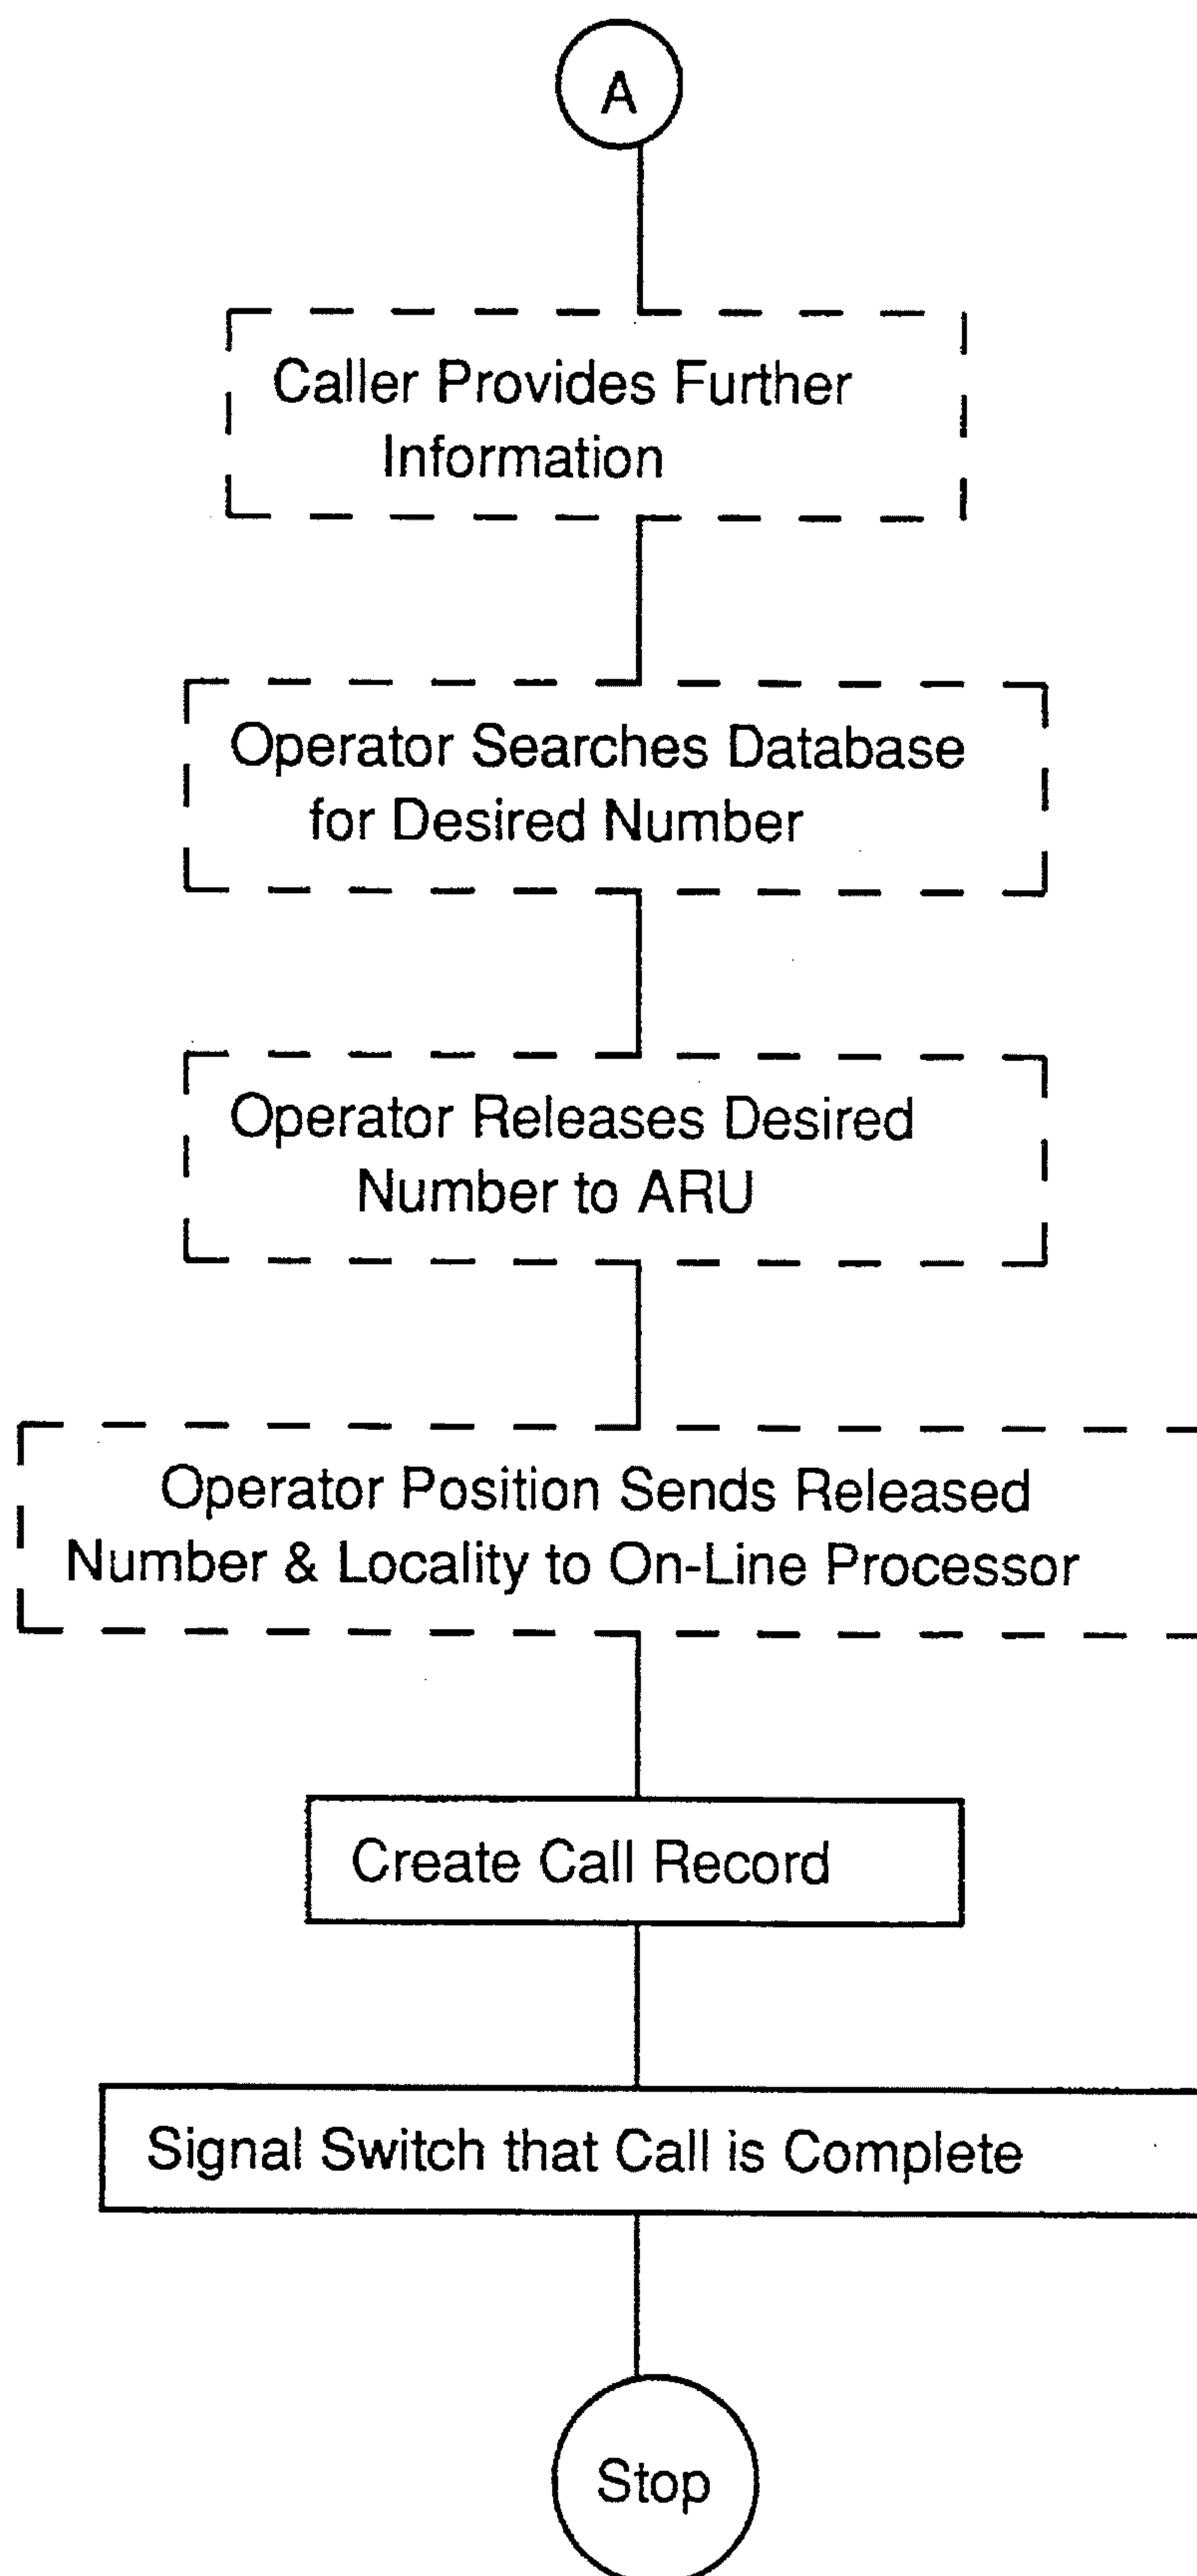 A
Caller Provides Further
Information
Operator Searches Database
for Desired Number
Operator Releases Desired
Number to ARU
Operator Position Sends Released
Number & Locality to On-Line Processor
Create Call Record
Signal Switch that Call is Complete
Stop